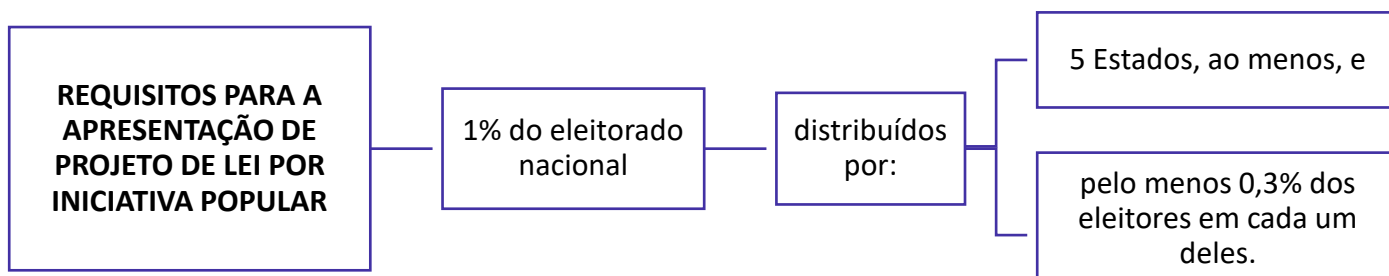 REQUISITOS PARA A
APRESENTAÇÃO DE
PROJETO DE LEI POR
INICIATIVA POPULAR
1% do eleitorado
nacional
distribuídos
por:
5 Estados, ao menos, e
pelo menos 0,3% dos
eleitores em cada um
deles.